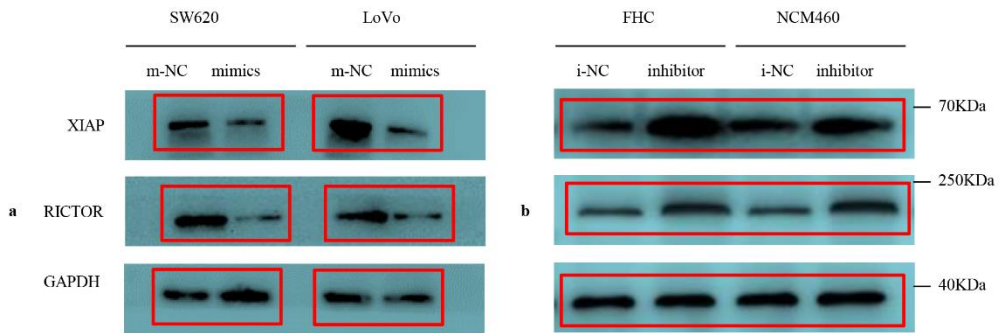 SW620 LoVo FHC NCM460
m-NC mimics m-NC mimics i-NC inhibitor i-NC inhibitor
XIAP 70KDa
a RICTOR b 250KDa
GAPDH 40KDa